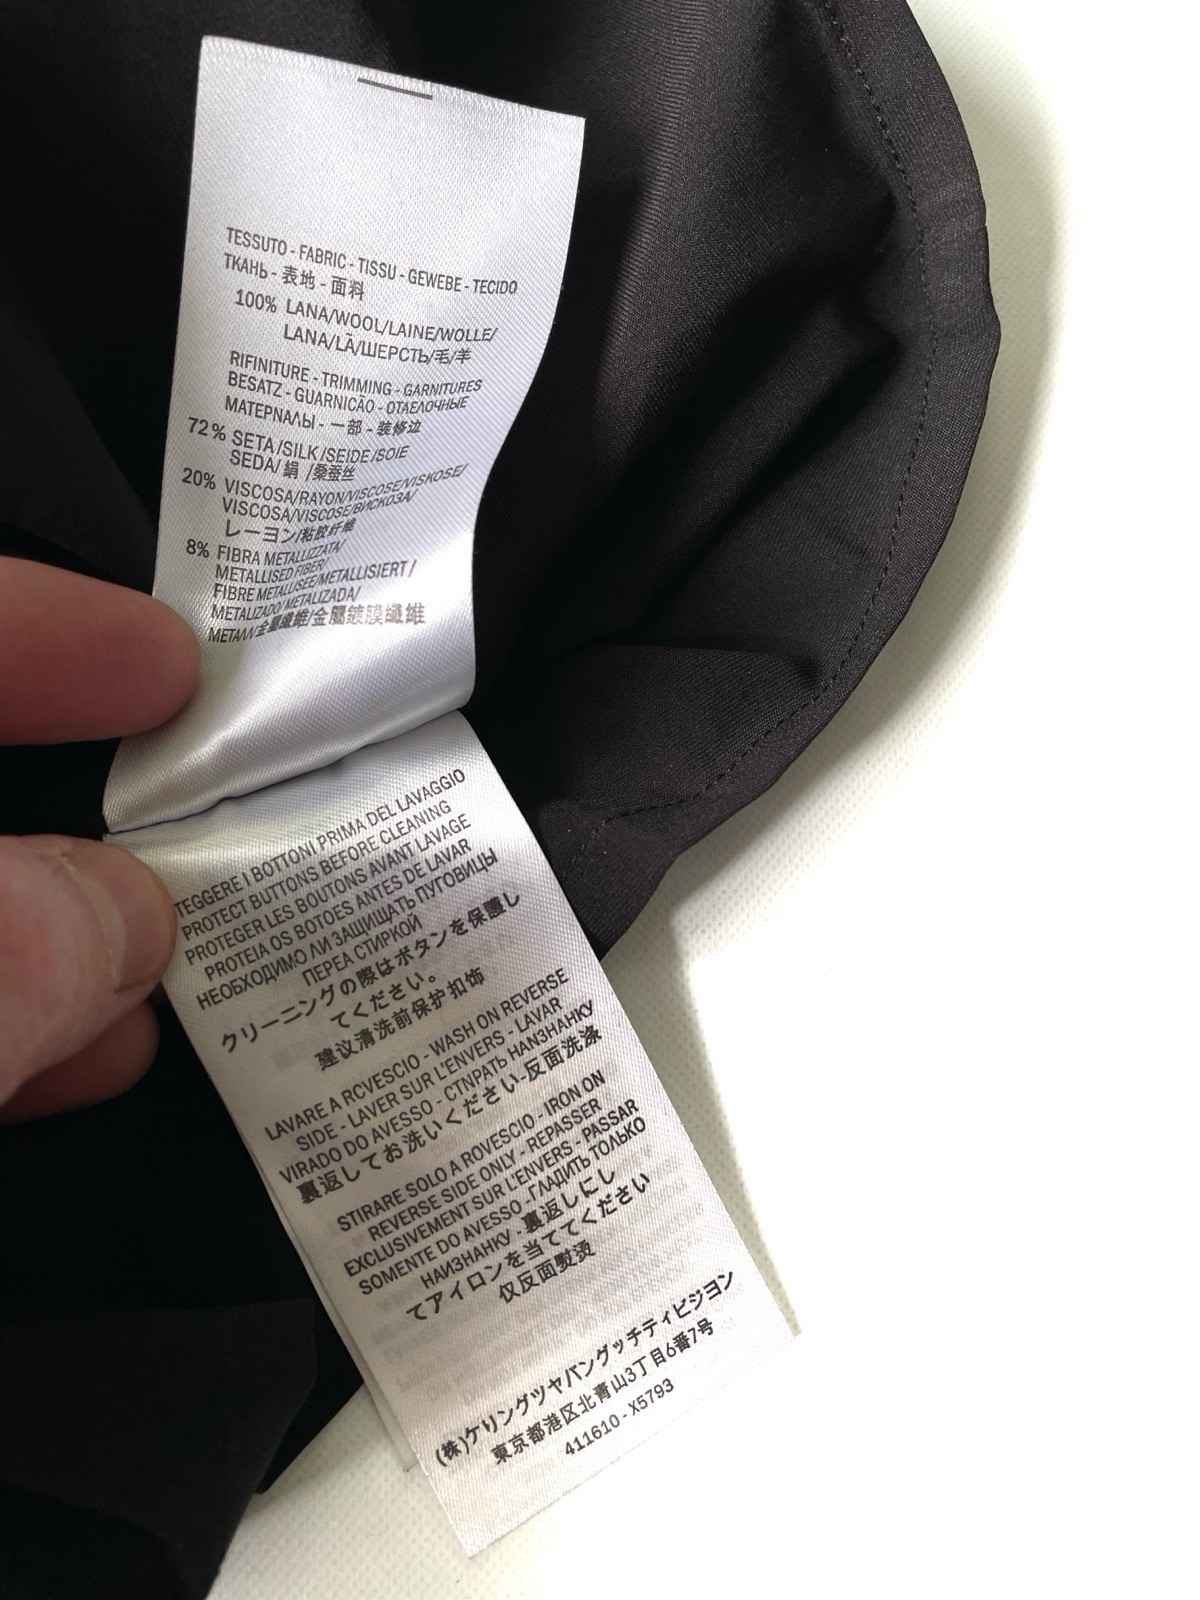 TESSUTO - FABRIC - TISSU - GEWEBE - TECIDO
ТКАНЬ - 表地 - 面料
100% LANA/WOOL/LAINE/WOLLE/
LANA/LÃ/ШЕРСТЬ/毛/羊
RIFINITURE - TRIMMING - GARNITURES
BESATZ - GUARNICÃO - ОТАЕЛОЧНЫЕ
МАТЕРНАЛЫ - 一部 - 装修边
72% SETA/SILK/SEIDE/SOIE
SEDA/ 絹 /桑蚕丝
20% VISCOSA/RAYON/VISCOSE/VISKOSE/
VISCOSA/VISCOSE/ВИСКОЗА/
レーヨン/粘胶纤维
8% FIBRA METALLIZZATA/
METALLISED FIBER/
FIBRE METALLISEE/METALLISIERT/
METALIZADO/METALIZADA/
МЕТАЛЛ/金属纖維/金屬鍍膜纖維
TEGGERE I BOTTONI PRIMA DEL LAVAGGIO
PROTECT BUTTONS BEFORE CLEANING
PROTEGER LES BOUTONS AVANT LAVAGE
PROTEIA OS BOTOES ANTES DE LAVAR
НЕОБХОДИМО ЛИ ЗАЩИЩАТЬ ПУГОВИЦЫ
ПЕРЕА СТИРКОЙ
クリーニングの際はボタンを保護し
てください。
建议清洗前保护扣饰
LAVARE A RCVESCIO - WASH ON REVERSE
SIDE - LAVER SUR L'ENVERS - LAVAR
VIRADO DO AVESSO - СТNРАТЬ НАNЗНАНКУ
裏返してお洗いください-反面洗涤
STIRARE SOLO A ROVESCIO - IRON ON
REVERSE SIDE ONLY - REPASSER
EXCLUSIVEMENT SUR L'ENVERS - PASSAR
SOMENTE DO AVESSO - ГЛАДИТЬ ТОЛЬКО
НАИЗНАНКУ - 裏返しにし
てアイロンを当ててください
仅反面熨烫
(株)ケリングツヤパングッチディビジヨン
東京都港区北青山3丁目6番7号
411610 - X5793